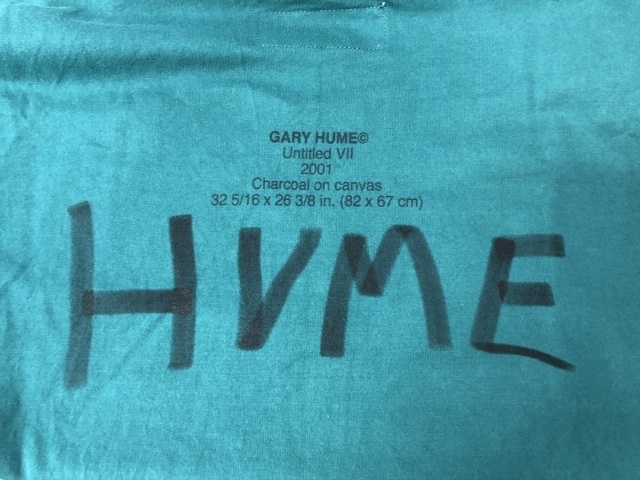 GARY HUME©
Untitled VII
2001
Charcoal on canvas
32 5/16 x 26 3/8 in. (82 x 67 cm)
HVME